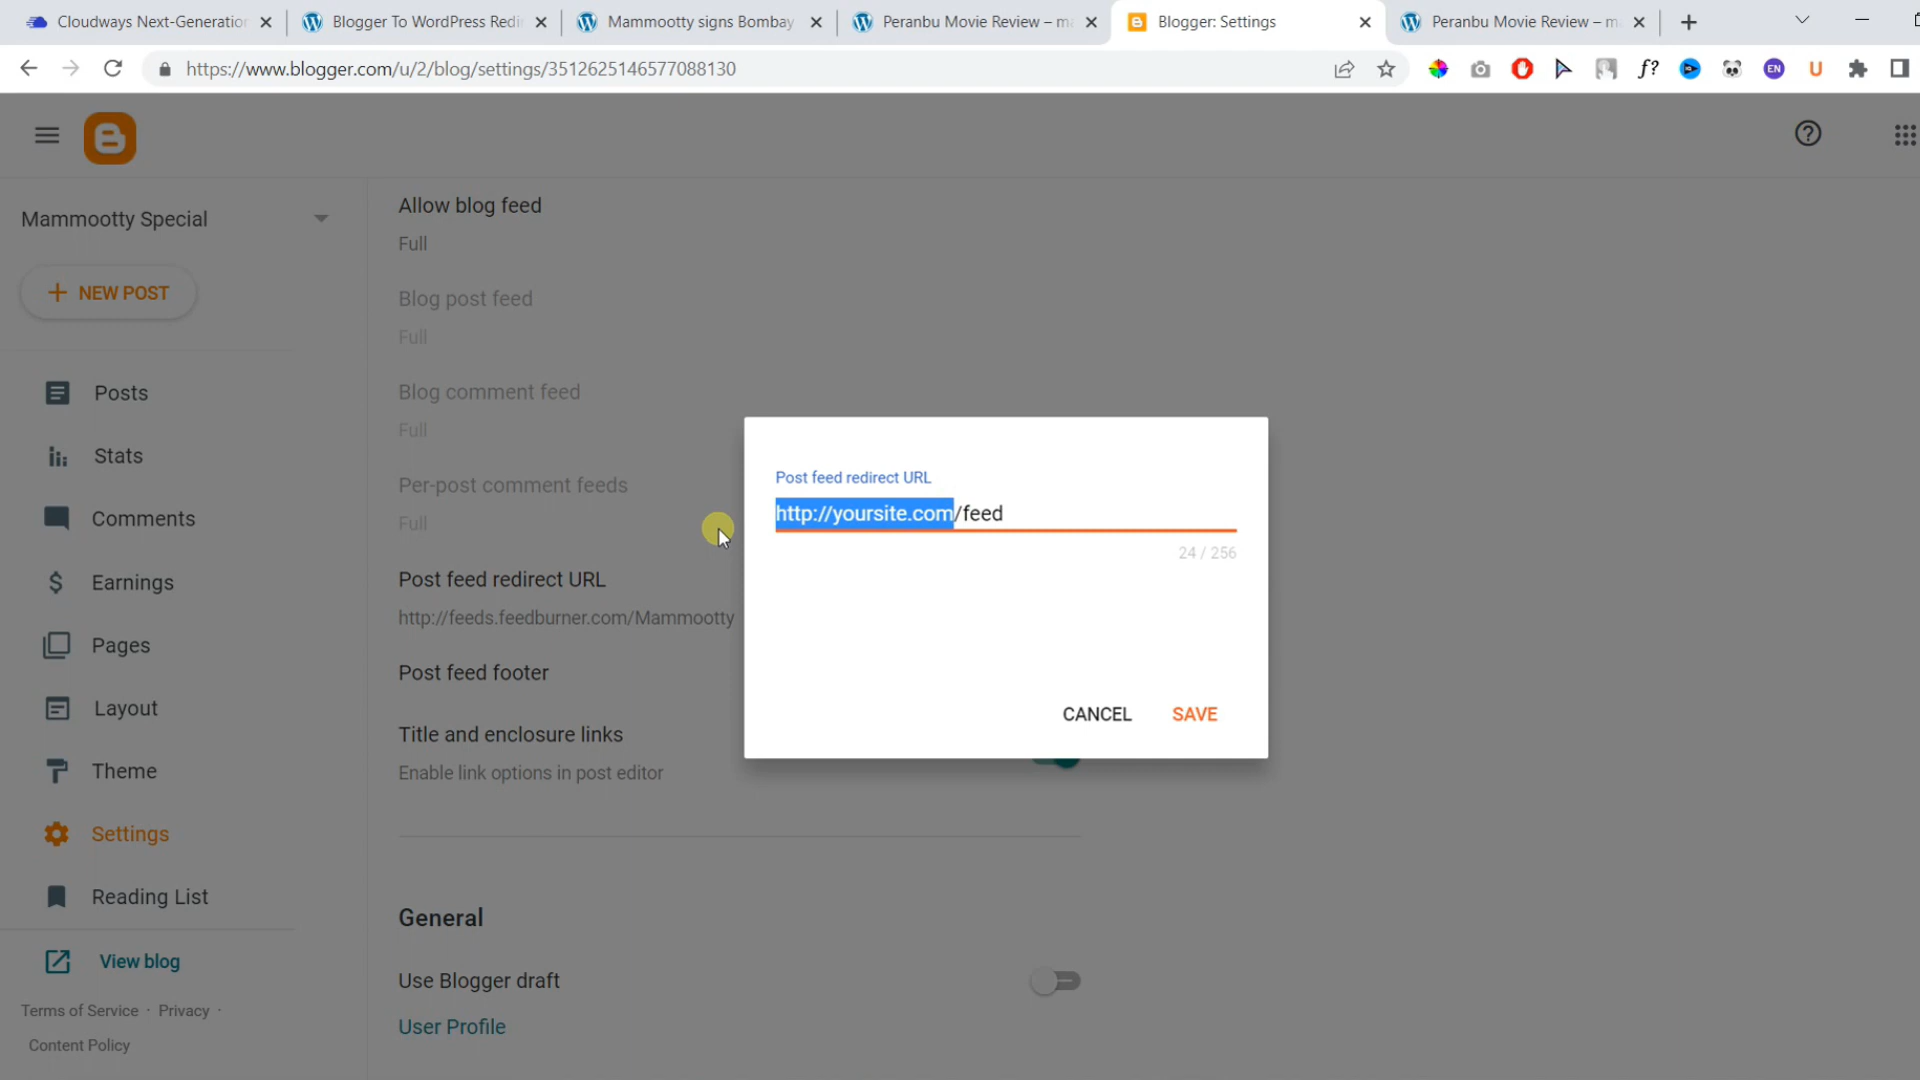 Cloudways Next-Generation
Blogger To WordPress Redi
Mammootty signs Bombay
Peranbu Movie Review – ma
Blogger: Settings
Peranbu Movie Review – m
https://www.blogger.com/u/2/blog/settings/3512625146577088130
f?
EN
U
Mammootty Special
NEW POST
Posts
Stats
Comments
Earnings
Pages
Layout
Theme
Settings
Reading List
View blog
Terms of Service · Privacy ·
Content Policy
Allow blog feed
Full
Blog post feed
Full
Blog comment feed
Full
Per-post comment feeds
Full
Post feed redirect URL
http://feeds.feedburner.com/Mammootty
Post feed footer
Title and enclosure links
Enable link options in post editor
General
Use Blogger draft
User Profile
Post feed redirect URL
http://yoursite.com/feed
24 / 256
CANCEL
SAVE